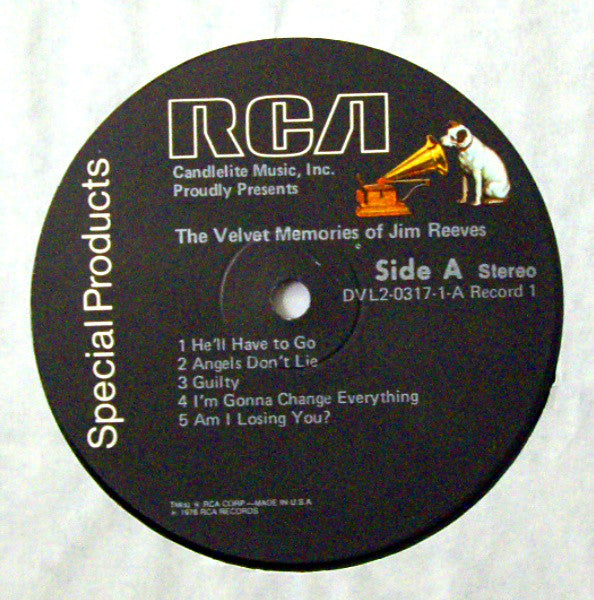 RCA
Candlelite Music, Inc.
Proudly Presents
The Velvet Memories of Jim Reeves
Side A Stereo
DVL2-0317-1-A Record 1
1 He'll Have to Go
2 Angels Don't Lie
3 Guilty
4 I'm Gonna Change Everything
5 Am I Losing You?
Special Products
RCA CORP.—MADE IN U.S.A.
RCA RECORDS